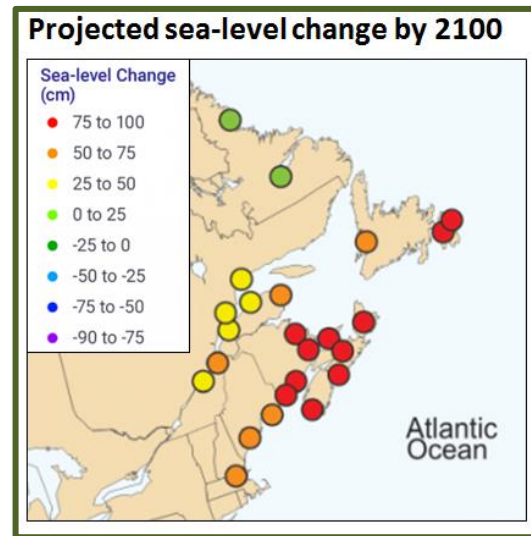 Projected sea-level change by 2100
Sea-level Change
(cm)
75 to 100
50 to 75
25 to 50
0 to 25
-25 to 0
-50 to -25
-75 to -50
-90 to -75
Atlantic
Ocean